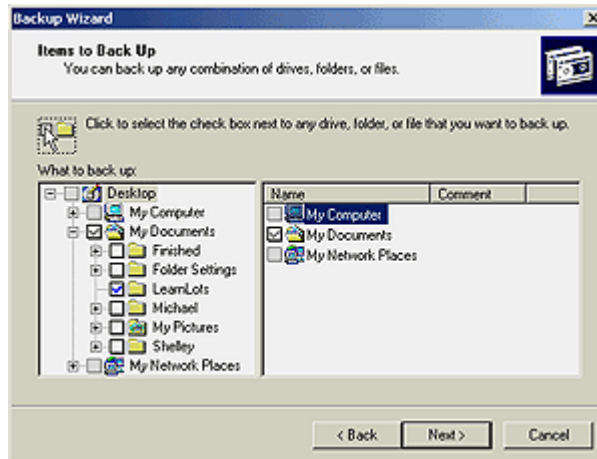 Backup Wizard
Items to Back Up
You can back up any combination of drives, folders, or files.
Click to select the check box next to any drive, folder, or file that you want to back up.
What to back up:
Desktop
My Computer
My Documents
Finished
Folder Settings
LearnLots
Michael
My Pictures
Shelley
My Network Places
Name Comment
My Computer
My Documents
My Network Places
< Back Next > Cancel